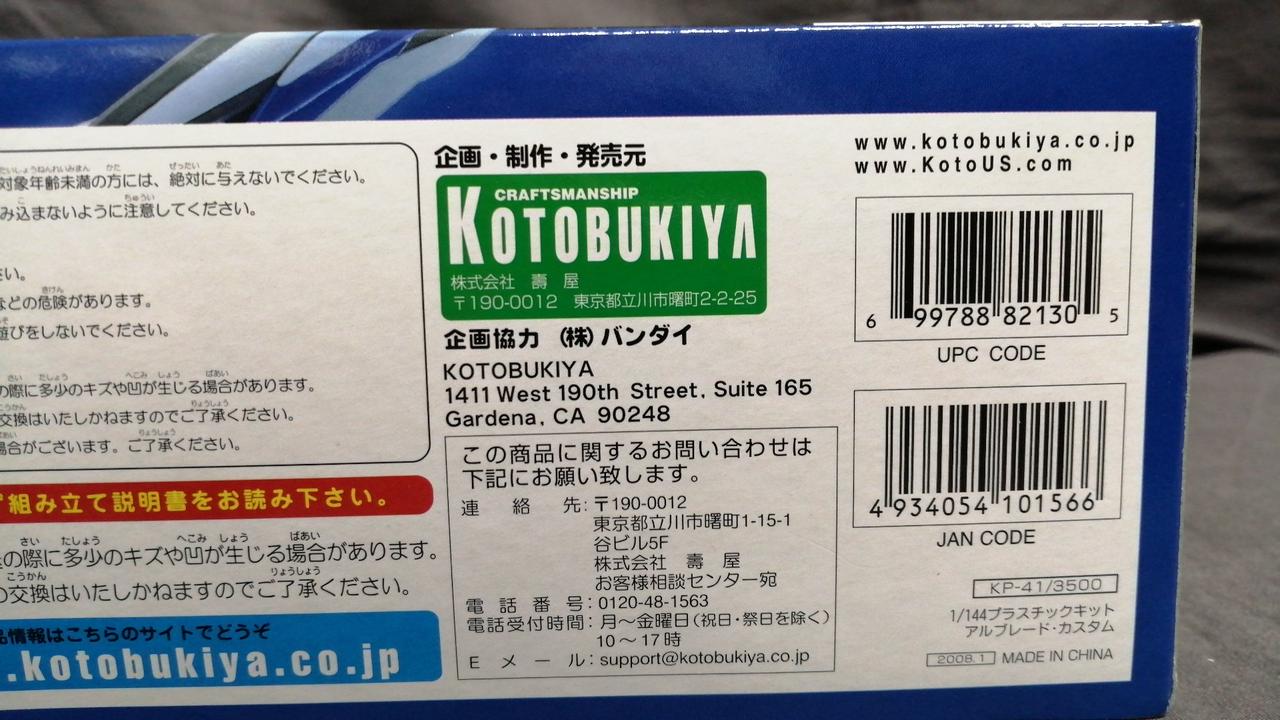 対象年齢未満の方には、絶対に与えないでください。
み込まないように注意してください。
さい。
などの危険があります。
遊びをしないでください。
の際に多少のキズや凹が生じる場合があります。
交換はいたしかねますのでご了承ください。
場合がございます。ご了承ください。
組み立て説明書をお読み下さい。
の際に多少のキズや凹が生じる場合があります。
の交換はいたしかねますのでご了承ください。
品情報はこちらのサイトでどうぞ
.kotobukiya.co.jp
企画・制作・発売元
CRAFTSMANSHIP
KOTOBUKIYA
株式会社 壽 屋
〒190-0012 東京都立川市曙町2-2-25
企画協力 (株)バンダイ
KOTOBUKIYA
1411 West 190th Street, Suite 165
Gardena, CA 90248
この商品に関するお問い合わせは
下記にお願い致します。
連絡先:〒190-0012
東京都立川市曙町1-15-1
谷ビル5F
株式会社 壽 屋
お客様相談センター宛
電話番号:0120-48-1563
電話受付時間:月〜金曜日(祝日・祭日を除く)
10〜17時
Eメール:support@kotobukiya.co.jp
www.kotobukiya.co.jp
www.KotoUS.com
6 99788 82130 5
UPC CODE
4 934054 101566
JAN CODE
KP-41/3500
1/144プラスチックキット
アルブレード・カスタム
2008.1 MADE IN CHINA